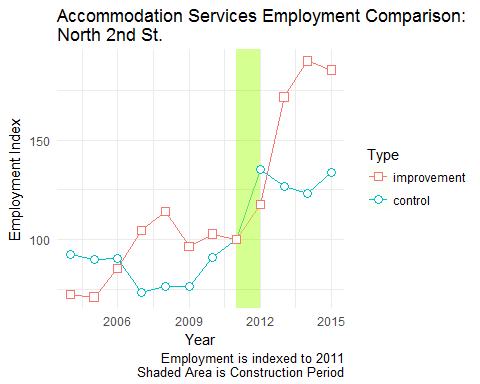 Accommodation Services Employment Comparison:
North 2nd St.
Employment Index
150
100
2006
2009
2012
2015
Year
Type
improvement
control
Employment is indexed to 2011
Shaded Area is Construction Period